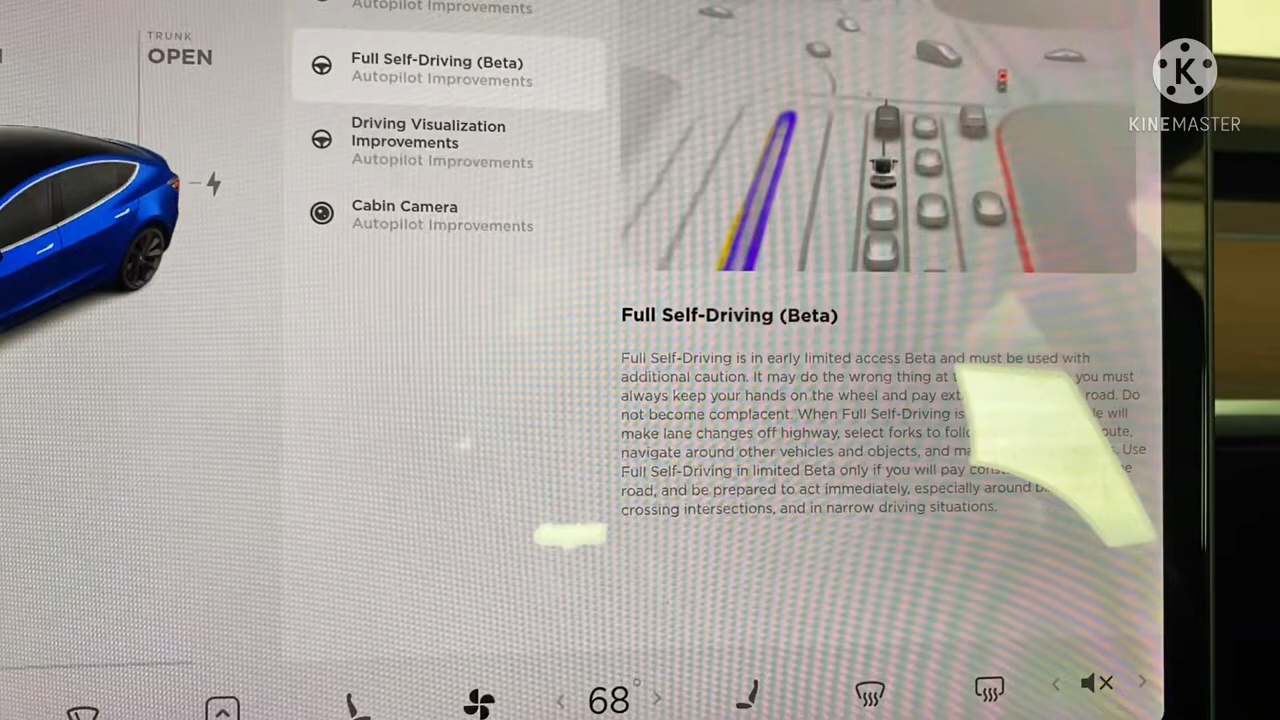 Autopilot Improvements
TRUNK
OPEN
Full Self-Driving (Beta)
Autopilot Improvements
Driving Visualization
Improvements
Autopilot Improvements
Cabin Camera
Autopilot Improvements
K
KINEMASTER
Full Self-Driving (Beta)
Full Self-Driving is in early limited access Beta and must be used with
additional caution. It may do the wrong thing at you must
always keep your hands on the wheel and pay road. Do
not become complacent. When Full Self-Driving is will
make lane changes off highway, select forks to
navigate around other vehicles and objects, and Use
Full Self-Driving in limited Beta only if you will pay
road, and be prepared to act immediately, especially around
crossing intersections, and in narrow driving situations.
68°